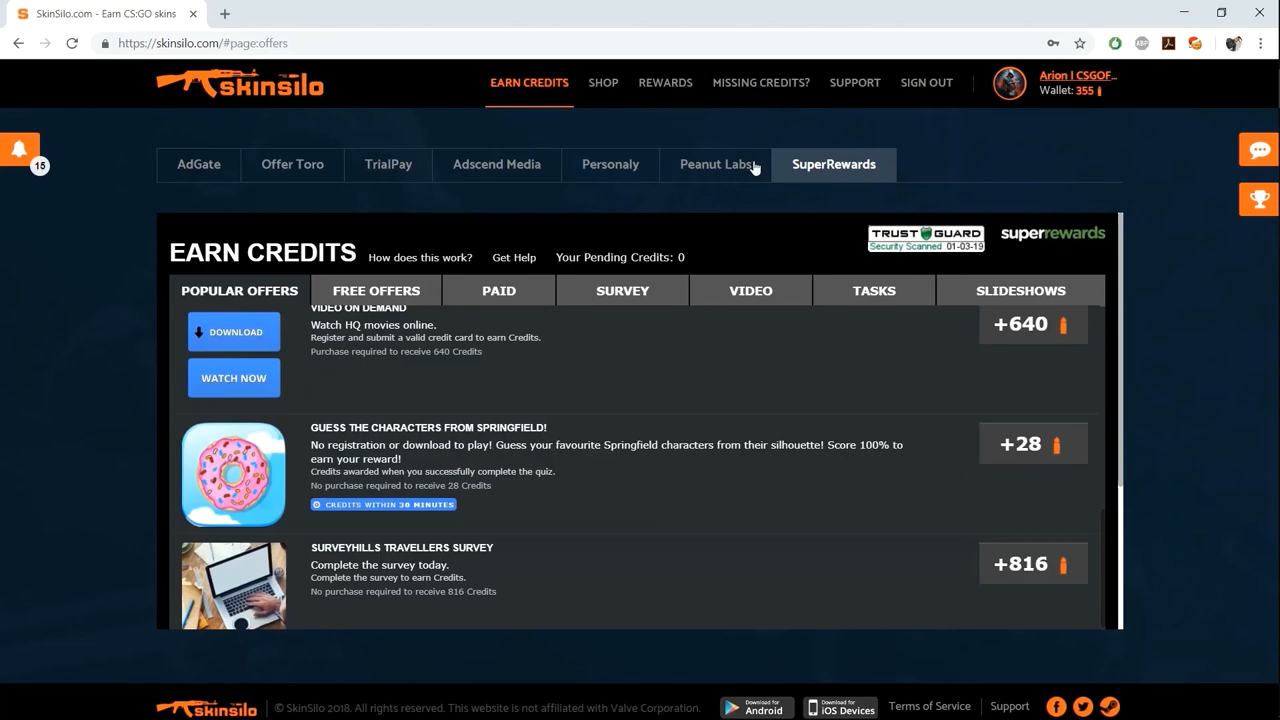 SkinSilo.com - Earn CS:GO skins
https://skinsilo.com/#page:offers
ABP
skinsilo
EARN CREDITS
SHOP
REWARDS
MISSING CREDITS?
SUPPORT
SIGN OUT
Arion | CSGOF...
Wallet: 355
15
AdGate
Offer Toro
TrialPay
Adscend Media
Personaly
Peanut Labs
SuperRewards
EARN CREDITS
How does this work?
Get Help
Your Pending Credits: 0
TRUST GUARD
Security Scanned 01-03-19
superrewards
POPULAR OFFERS
FREE OFFERS
PAID
SURVEY
VIDEO
TASKS
SLIDESHOWS
DOWNLOAD
WATCH NOW
VIDEO ON DEMAND
Watch HQ movies online.
Register and submit a valid credit card to earn Credits.
Purchase required to receive 640 Credits
+640
GUESS THE CHARACTERS FROM SPRINGFIELD!
No registration or download to play! Guess your favourite Springfield characters from their silhouette! Score 100% to
earn your reward!
Credits awarded when you successfully complete the quiz.
No purchase required to receive 28 Credits
CREDITS WITHIN 30 MINUTES
+28
SURVEYHILLS TRAVELLERS SURVEY
Complete the survey today.
Complete the survey to earn Credits.
No purchase required to receive 816 Credits
+816
skinsilo
© SkinSilo 2018. All rights reserved. This website is not affiliated with Valve Corporation.
Download for
Android
Download for
iOS Devices
Terms of Service
Support